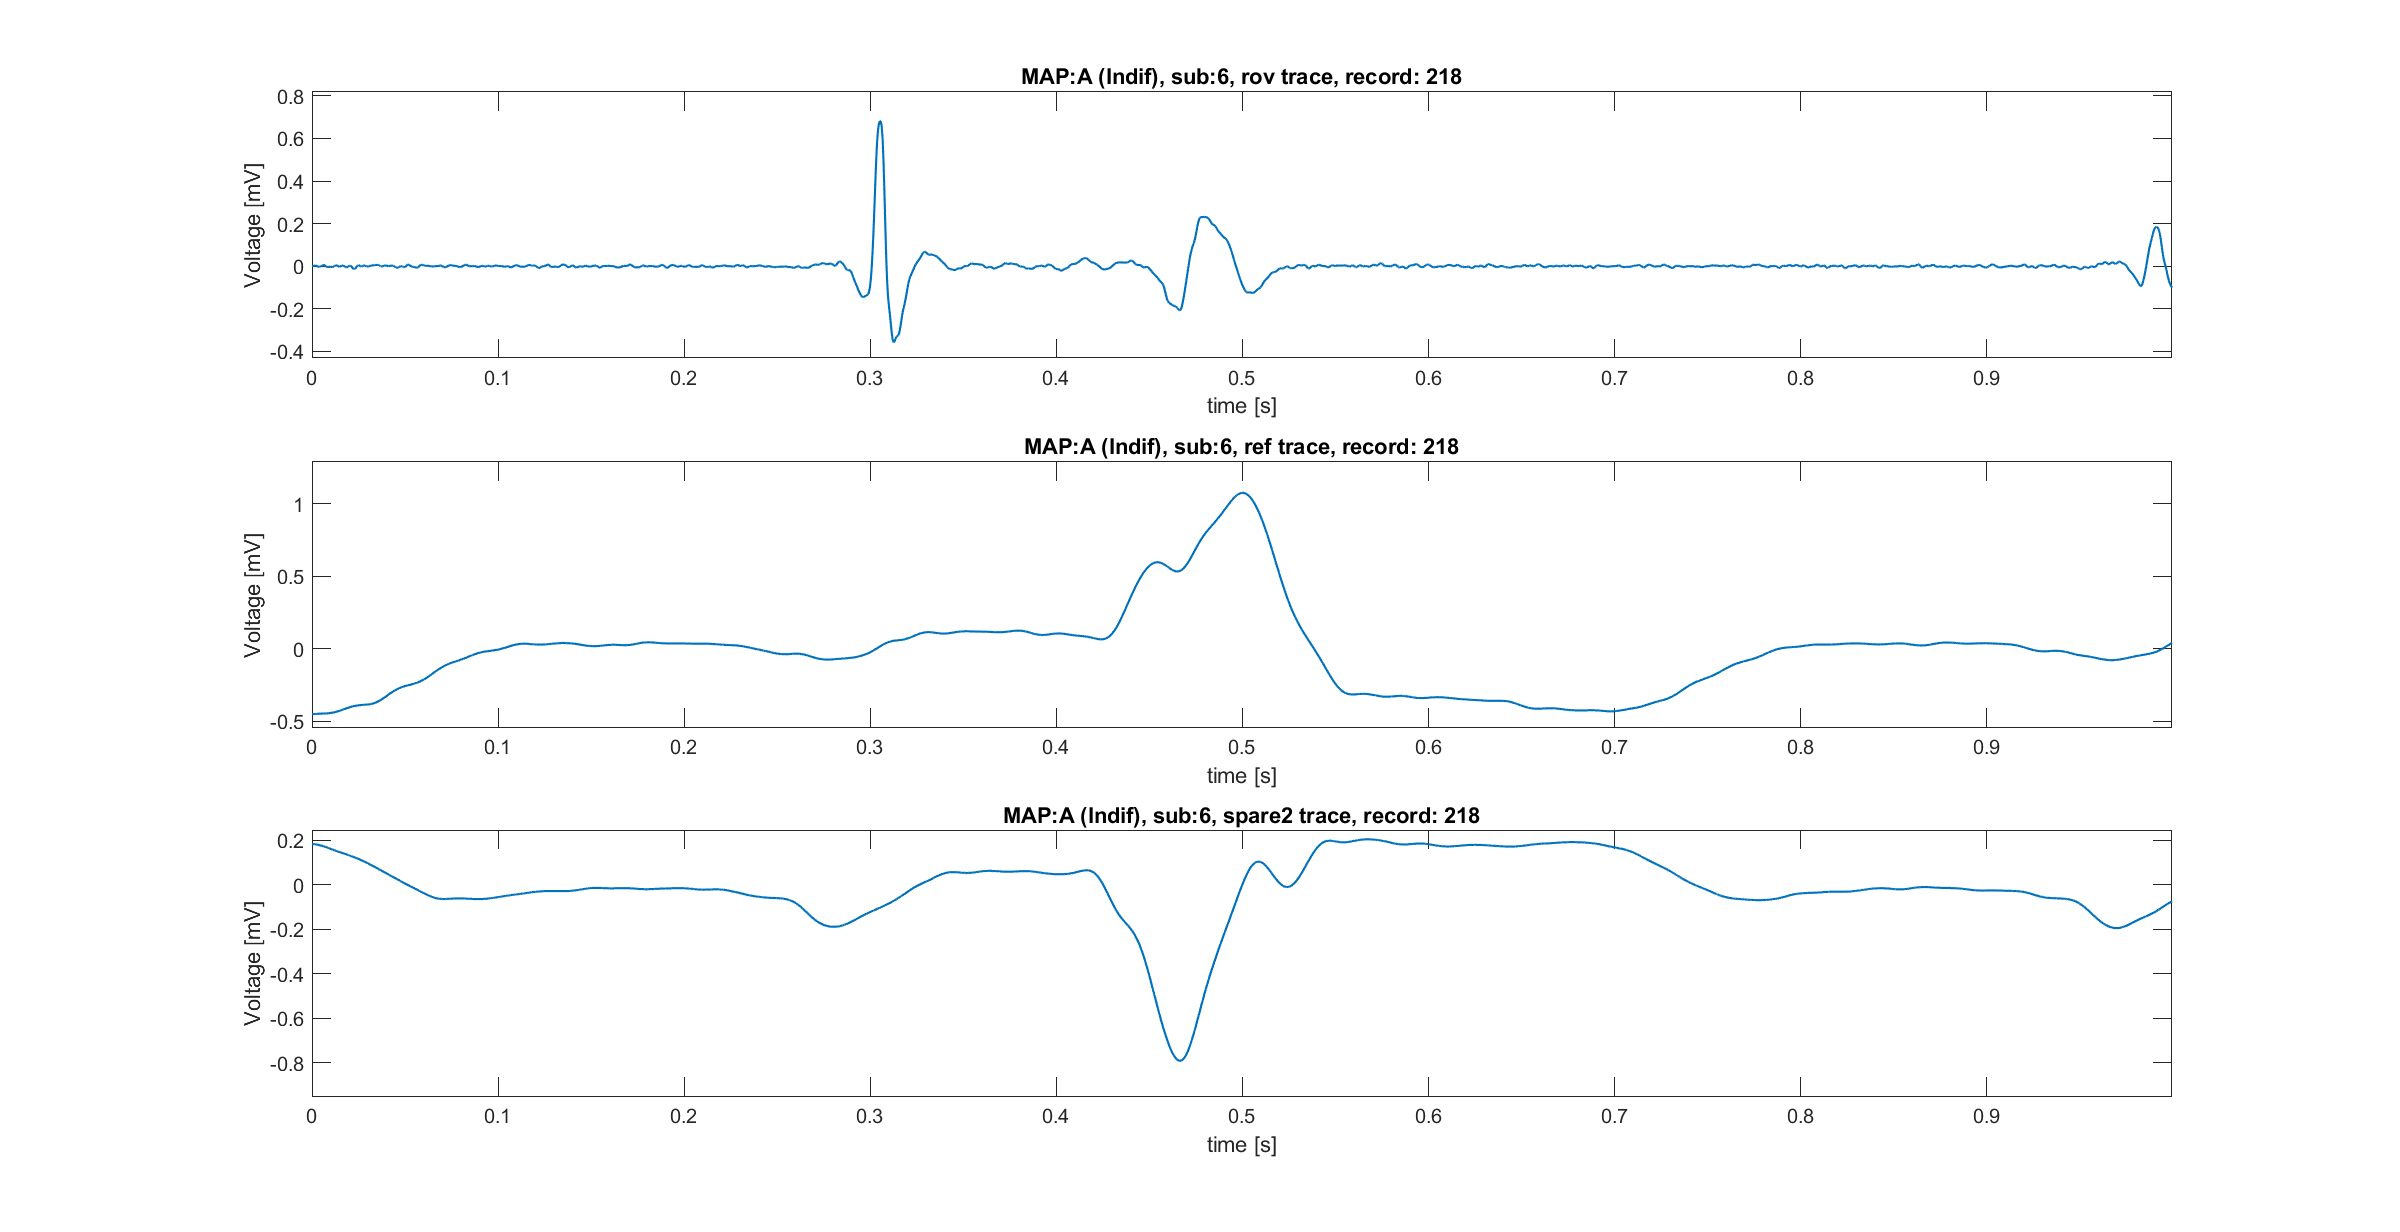 MAP:A (Indif), sub:6, rov trace, record: 218
Voltage [mV]
0.8
0.6
0.4
0.2
0
-0.2
-0.4
0 0.1 0.2 0.3 0.4 0.5 0.6 0.7 0.8 0.9
time [s]
MAP:A (Indif), sub:6, ref trace, record: 218
Voltage [mV]
1
0.5
0
-0.5
0 0.1 0.2 0.3 0.4 0.5 0.6 0.7 0.8 0.9
time [s]
MAP:A (Indif), sub:6, spare2 trace, record: 218
Voltage [mV]
0.2
0
-0.2
-0.4
-0.6
-0.8
0 0.1 0.2 0.3 0.4 0.5 0.6 0.7 0.8 0.9
time [s]